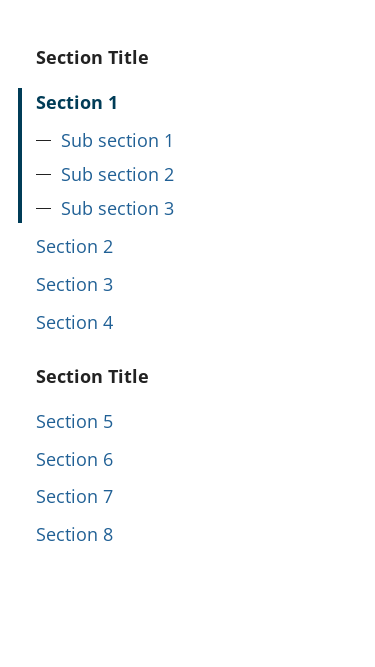 Section Title
Section 1
— Sub section 1
— Sub section 2
— Sub section 3
Section 2
Section 3
Section 4
Section Title
Section 5
Section 6
Section 7
Section 8